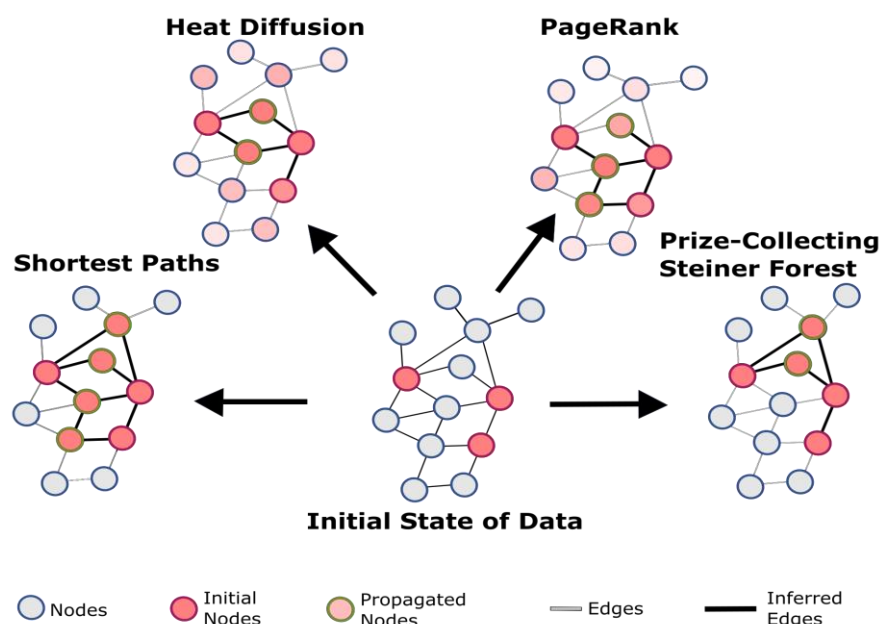 Heat Diffusion
PageRank
Shortest Paths
Prize-Collecting
Steiner Forest
Initial State of Data
Nodes
Initial
Nodes
Propagated
Nodes
Edges
Inferred
Edges